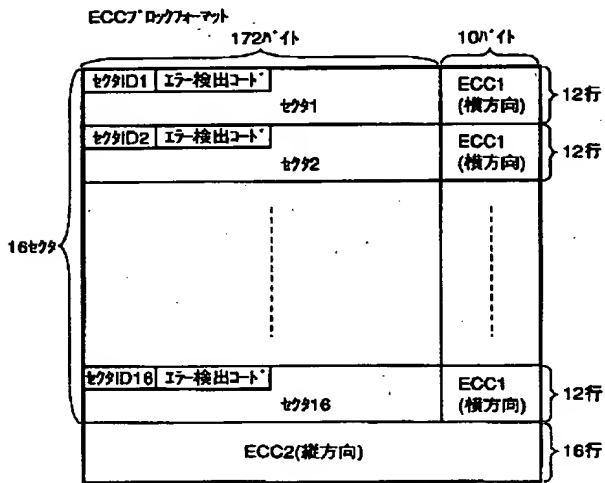 ECCﾌﾞﾛｯｸﾌｫｰﾏｯﾄ
172ﾊﾞｲﾄ 10ﾊﾞｲﾄ
ｾｸﾀID1 ｴﾗｰ検出ｺｰﾄﾞ ECC1
ｾｸﾀ1 (横方向) 12行
ｾｸﾀID2 ｴﾗｰ検出ｺｰﾄﾞ ECC1
ｾｸﾀ2 (横方向) 12行
16ｾｸﾀ
ｾｸﾀID16 ｴﾗｰ検出ｺｰﾄﾞ ECC1
ｾｸﾀ16 (横方向) 12行
ECC2(縦方向) 16行